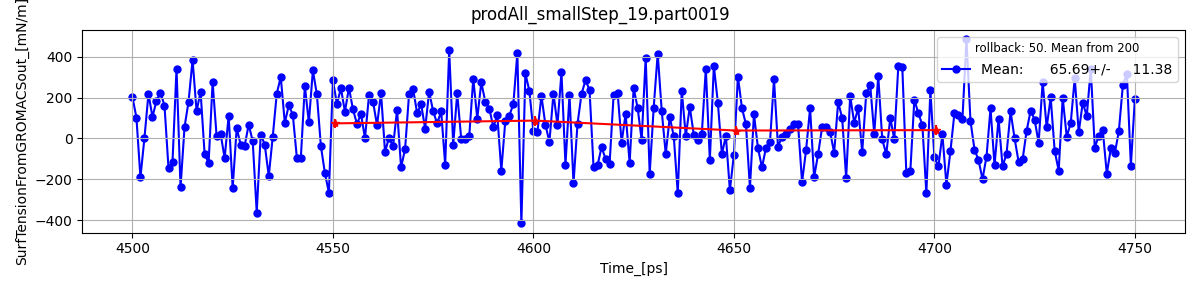 prodAll_smallStep_19.part0019
SurfTensionFromGROMACSout_[mN/m]
400
200
0
−200
−400
rollback: 50. Mean from 200
Mean: 65.69+/- 11.38
4500 4550 4600 4650 4700 4750
Time_[ps]